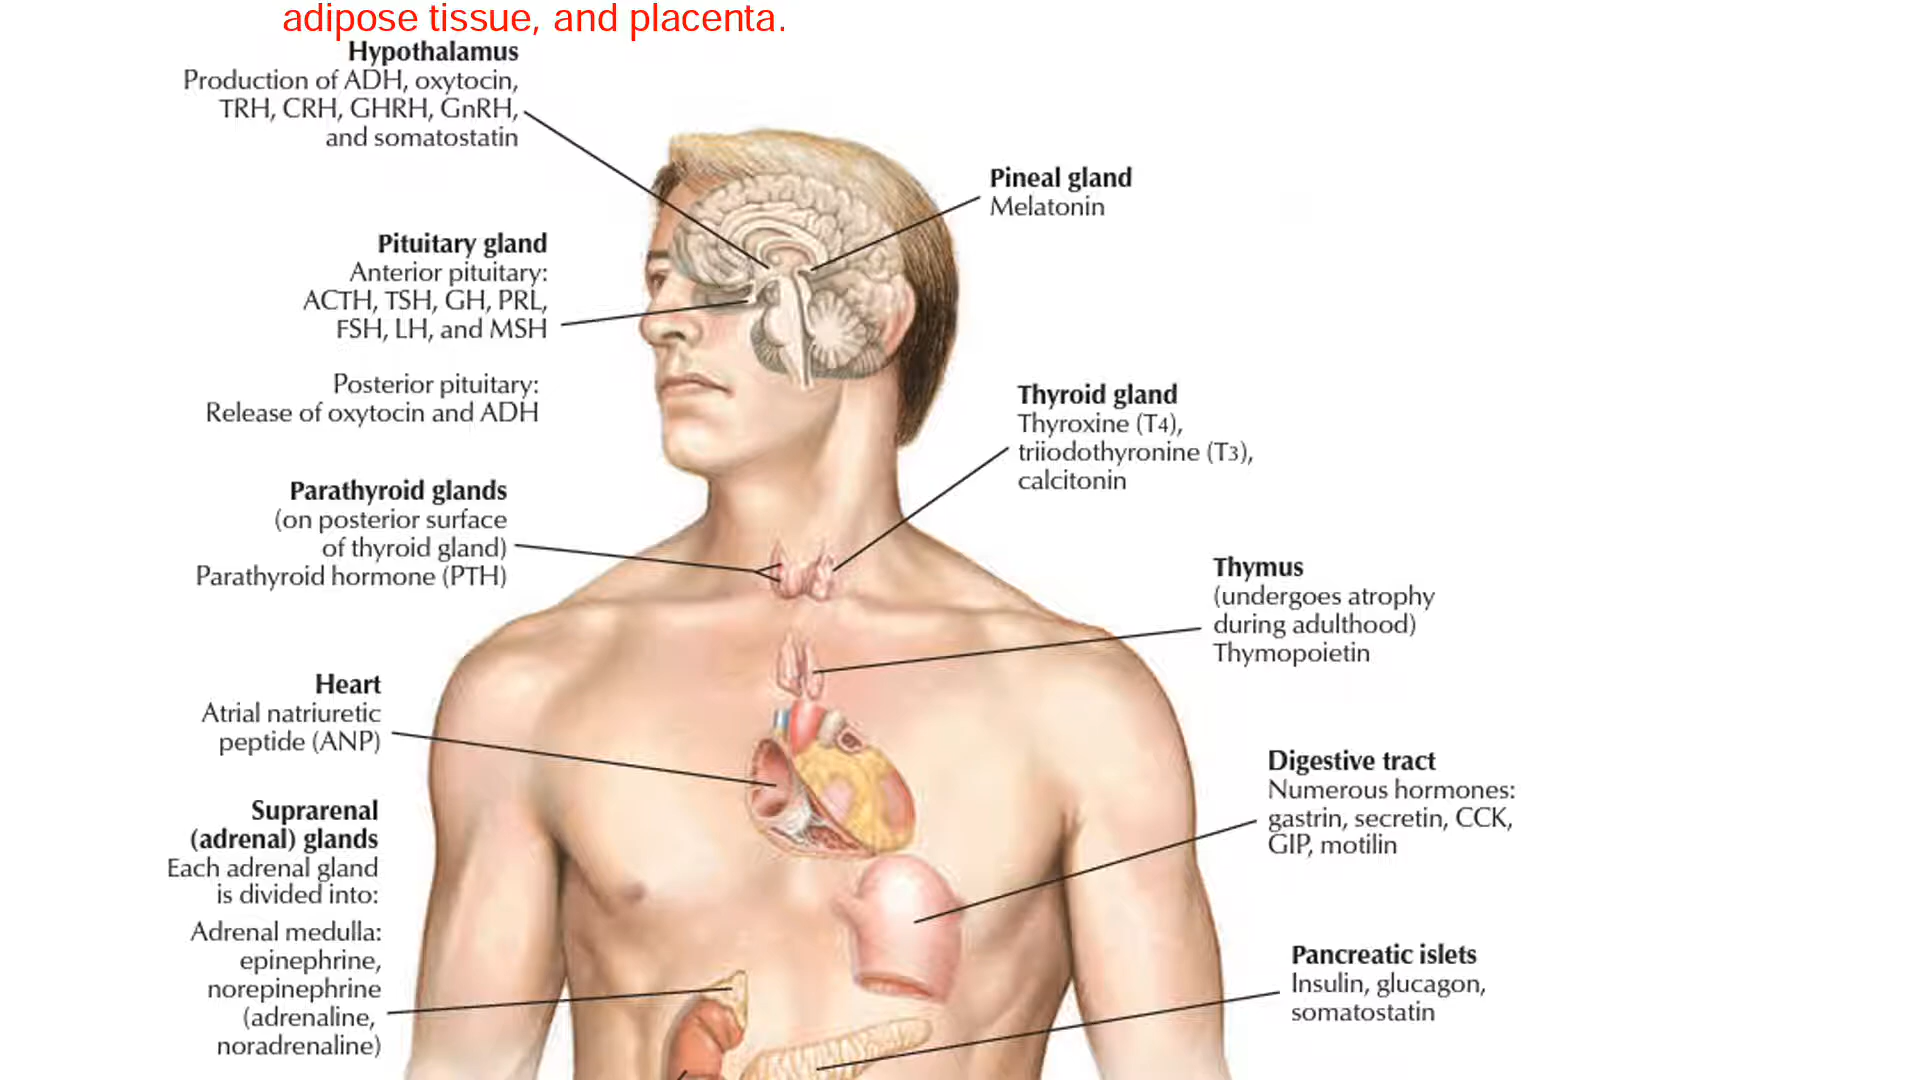 adipose tissue, and placenta.
Hypothalamus
Production of ADH, oxytocin,
TRH, CRH, GHRH, GnRH,
and somatostatin
Pineal gland
Melatonin
Pituitary gland
Anterior pituitary:
ACTH, TSH, GH, PRL,
FSH, LH, and MSH
Posterior pituitary:
Release of oxytocin and ADH
Thyroid gland
Thyroxine (T4),
triiodothyronine (T3),
calcitonin
Parathyroid glands
(on posterior surface
of thyroid gland)
Parathyroid hormone (PTH)
Thymus
(undergoes atrophy
during adulthood)
Thymopoietin
Heart
Atrial natriuretic
peptide (ANP)
Digestive tract
Numerous hormones:
gastrin, secretin, CCK,
GIP, motilin
Suprarenal
(adrenal) glands
Each adrenal gland
is divided into:
Adrenal medulla:
epinephrine,
norepinephrine
(adrenaline,
noradrenaline)
Pancreatic islets
Insulin, glucagon,
somatostatin